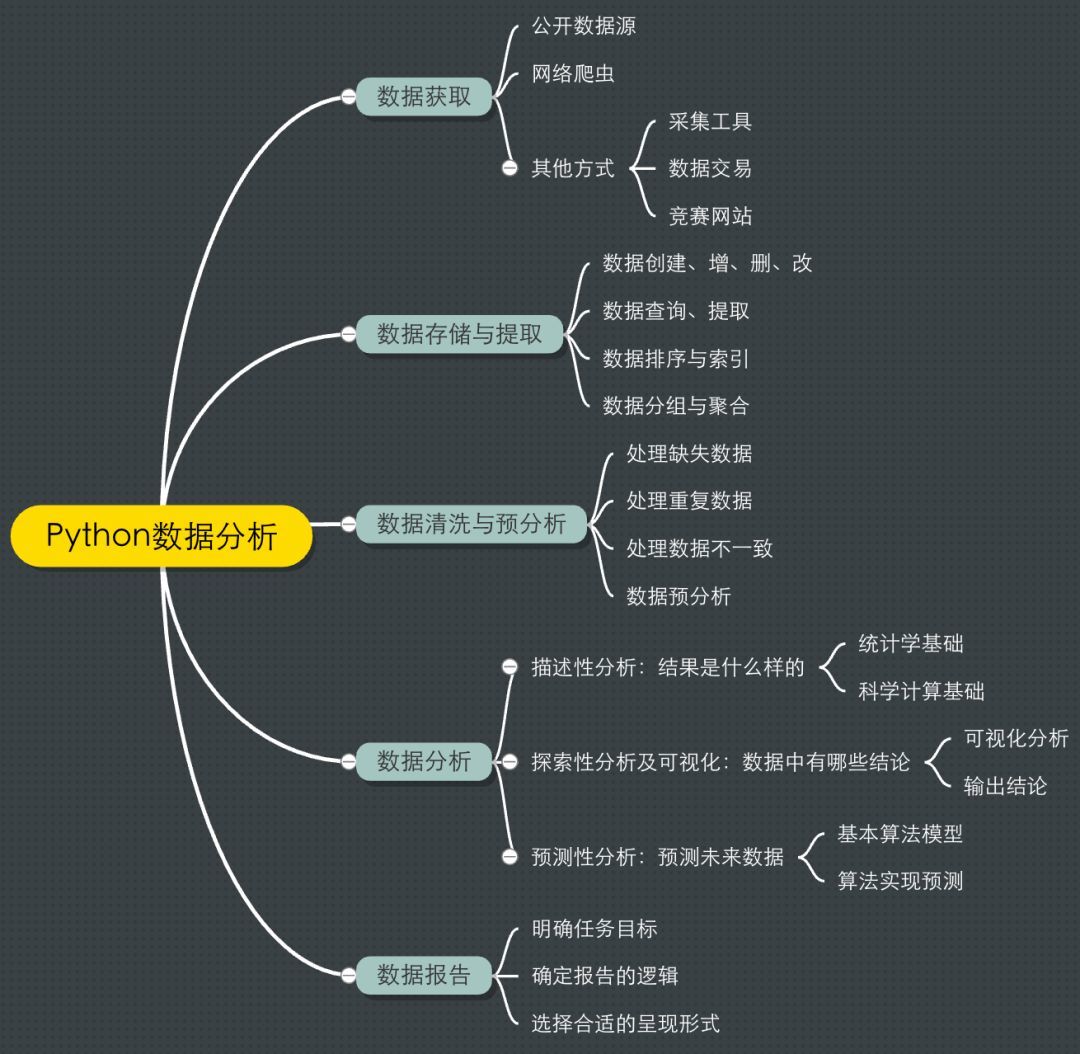 公开数据源
网络爬虫
数据获取
采集工具
其他方式
数据交易
竞赛网站
数据创建、增、删、改
数据查询、提取
数据存储与提取
数据排序与索引
数据分组与聚合
处理缺失数据
处理重复数据
Python数据分析
数据清洗与预分析
处理数据不一致
数据预分析
描述性分析：结果是什么样的
统计学基础
科学计算基础
数据分析
探索性分析及可视化：数据中有哪些结论
可视化分析
输出结论
预测性分析：预测未来数据
基本算法模型
算法实现预测
明确任务目标
数据报告
确定报告的逻辑
选择合适的呈现形式